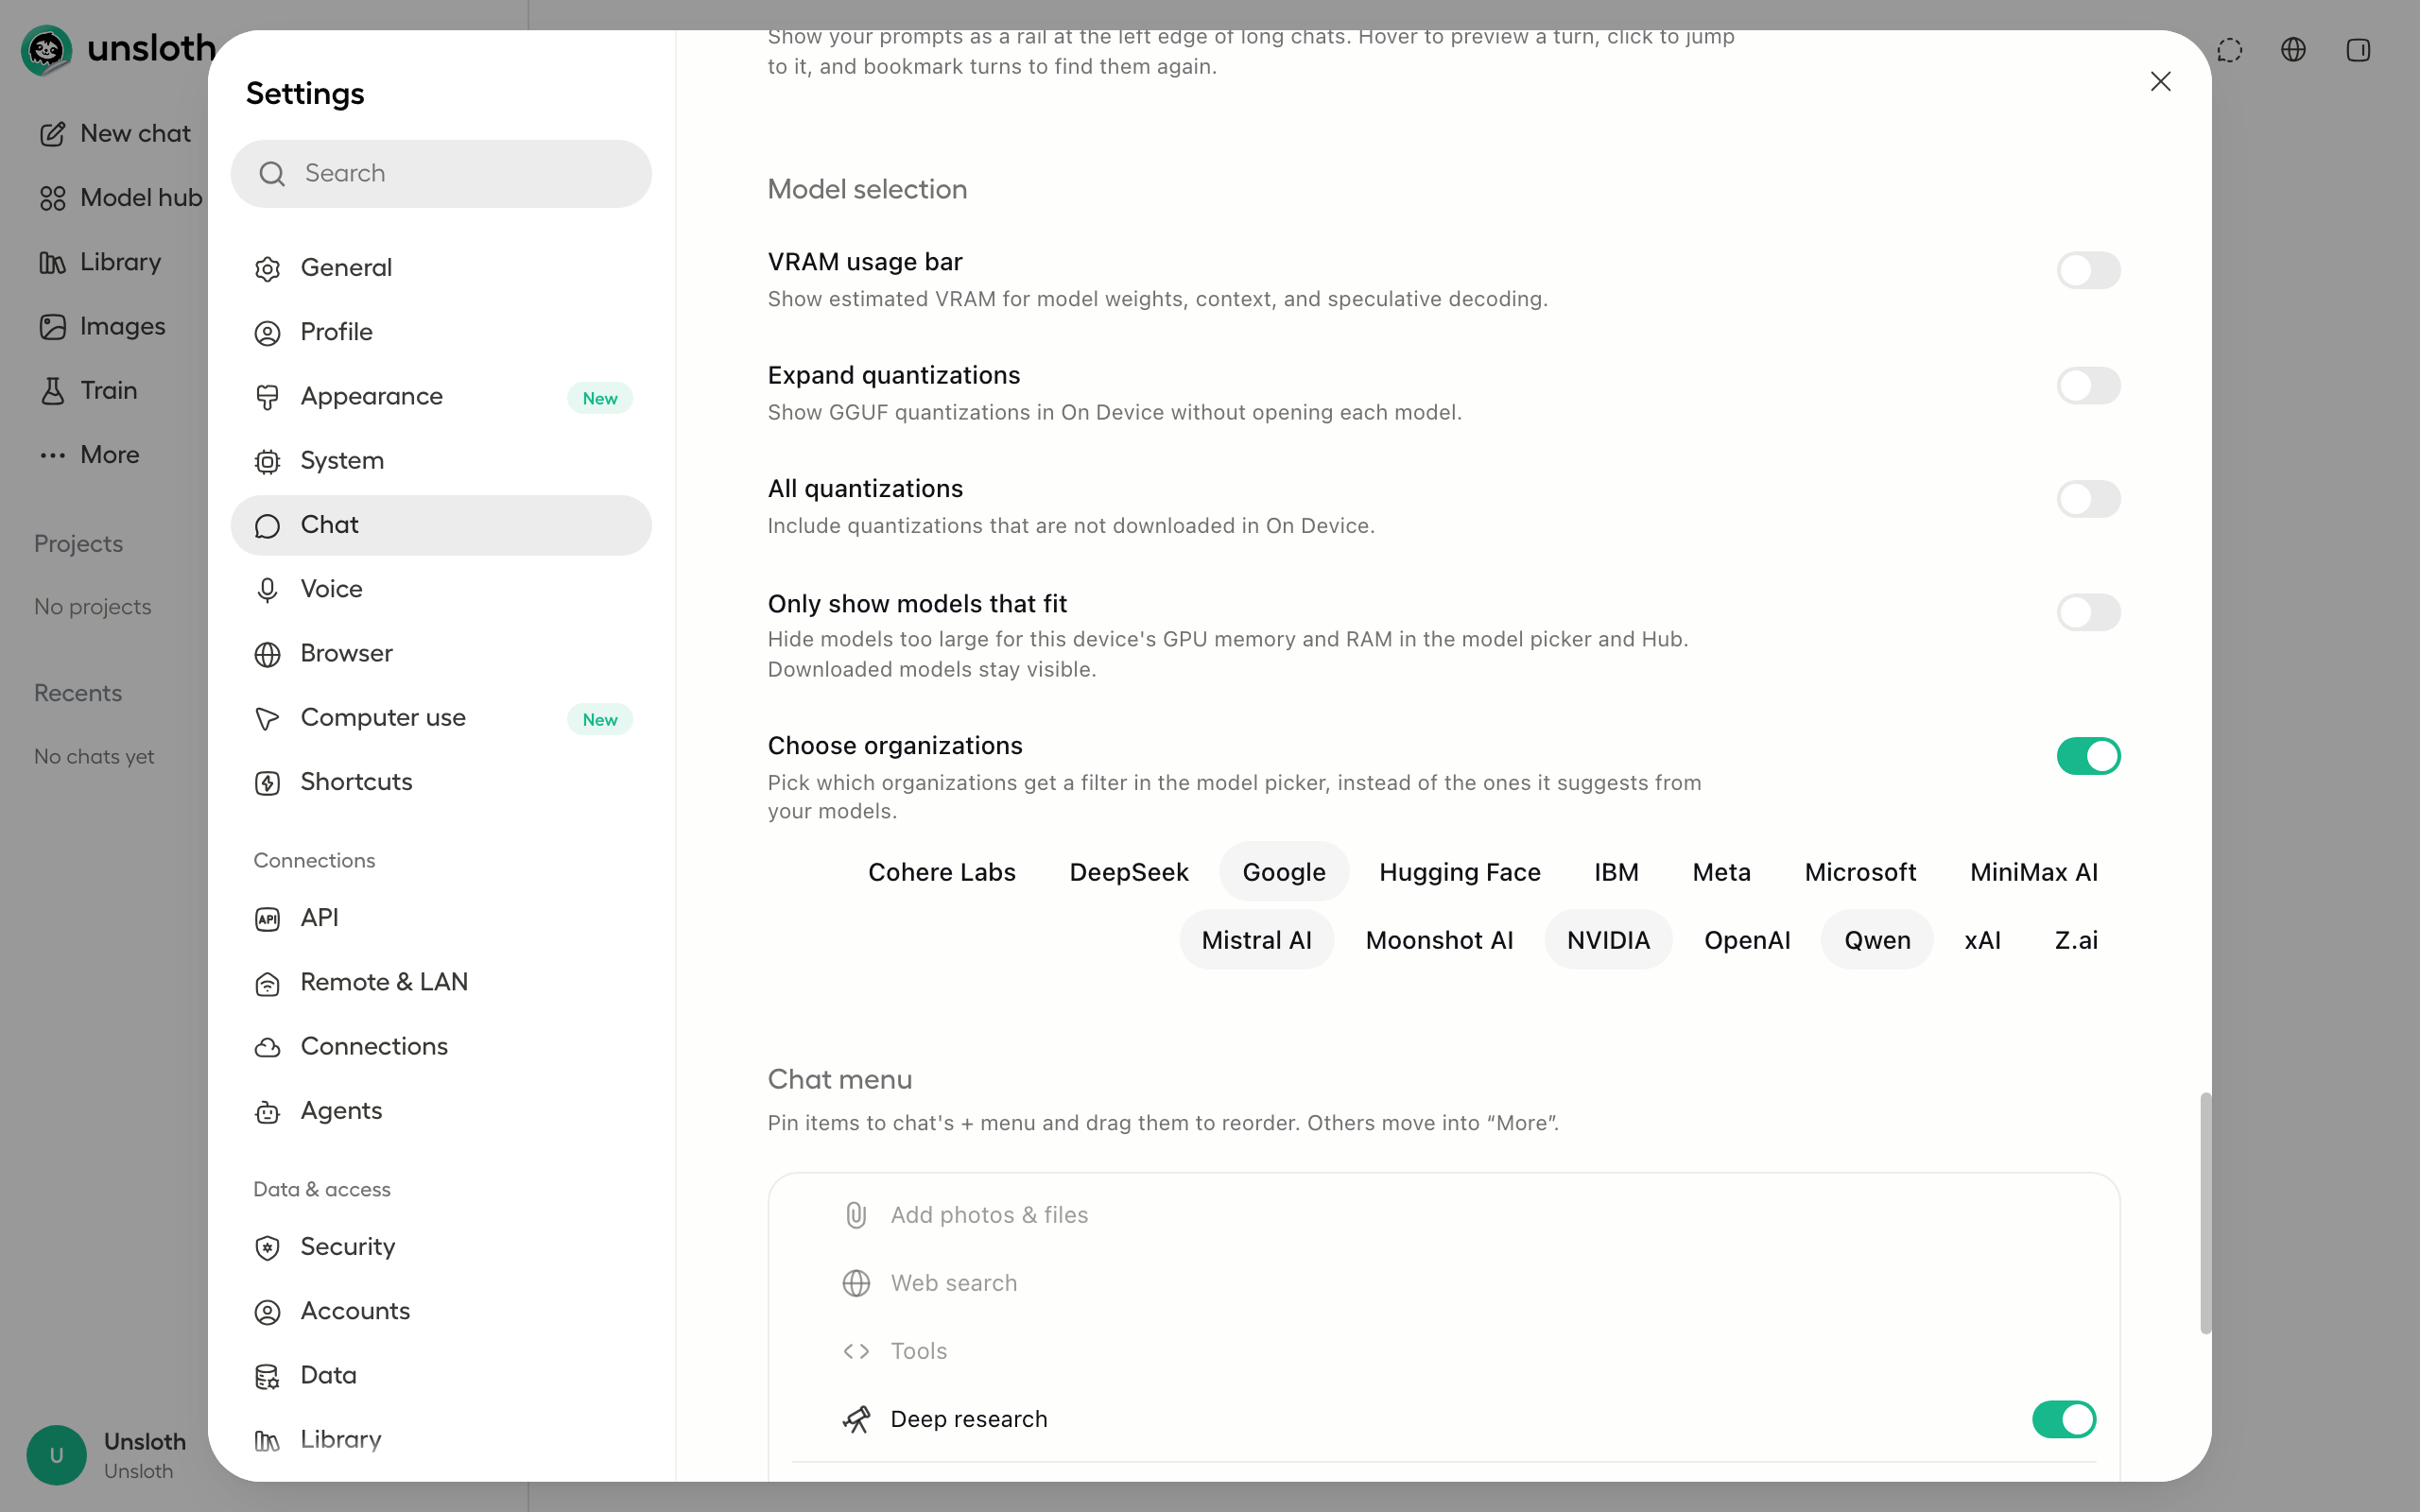 unsloth
New chat
Model hub
Library
Images
Train
More
Projects
No projects
Recents
No chats yet
Unsloth
Unsloth
U
Settings
Search
General
Profile
Appearance
New
System
Chat
Voice
Browser
Computer use
New
Shortcuts
Connections
API
API
Remote & LAN
Connections
Agents
Data & access
Security
Accounts
Data
Library
Show your prompts as a rail at the left edge of long chats. Hover to preview a turn, click to jump
to it, and bookmark turns to find them again.
Model selection
VRAM usage bar
Show estimated VRAM for model weights, context, and speculative decoding.
Expand quantizations
Show GGUF quantizations in On Device without opening each model.
All quantizations
Include quantizations that are not downloaded in On Device.
Only show models that fit
Hide models too large for this device's GPU memory and RAM in the model picker and Hub.
Downloaded models stay visible.
Choose organizations
Pick which organizations get a filter in the model picker, instead of the ones it suggests from
your models.
Cohere Labs DeepSeek Google Hugging Face IBM Meta Microsoft MiniMax AI
Mistral AI Moonshot AI NVIDIA OpenAI Qwen xAI Z.ai
Chat menu
Pin items to chat's + menu and drag them to reorder. Others move into “More”.
Add photos & files
Web search
Tools
Deep research